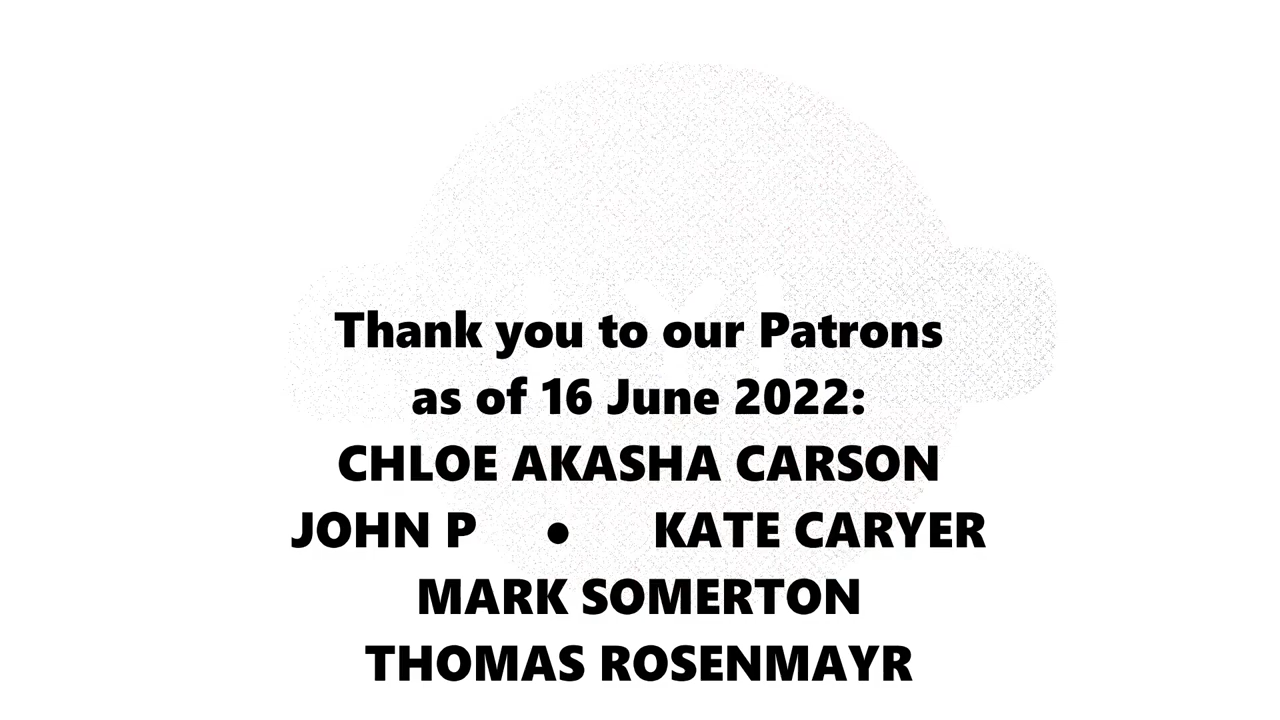 Thank you to our Patrons
as of 16 June 2022:
CHLOE AKASHA CARSON
JOHN P • KATE CARYER
MARK SOMERTON
THOMAS ROSENMAYR